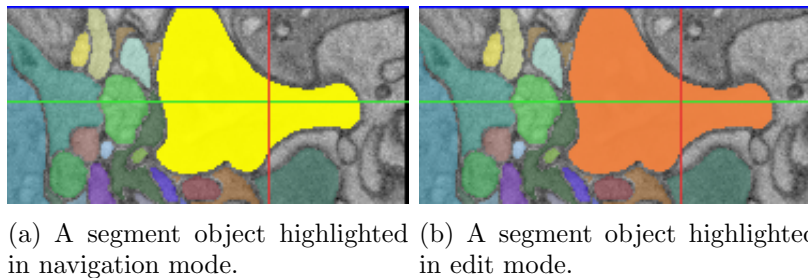 (a) A segment object highlighted
in navigation mode.
(b) A segment object highlighted
in edit mode.